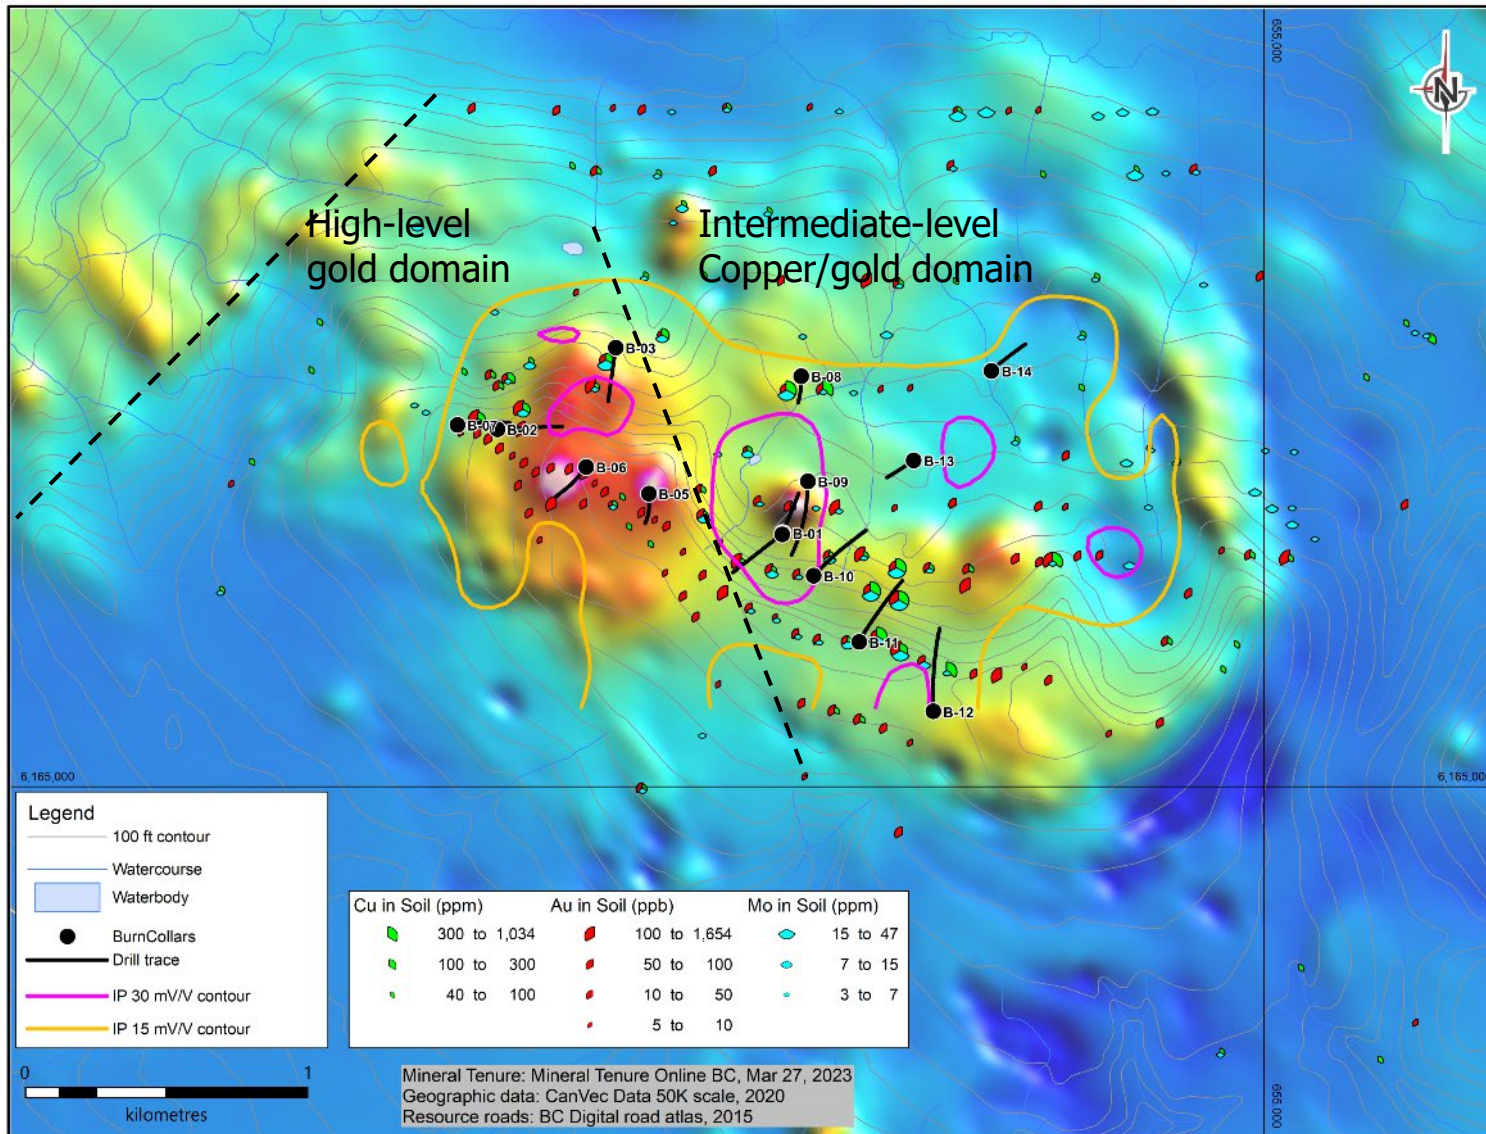 655,000
N
High-level
gold domain
Intermediate-level
Copper/gold domain
B-03
B-08
B-14
B-07
B-02
B-06
B-05
B-13
B-09
B-01
B-10
B-11
B-12
6,165,000
6,165,000
Legend
100 ft contour
Watercourse
Waterbody
BurnCollars
Drill trace
IP 30 mV/V contour
IP 15 mV/V contour
Cu in Soil (ppm) Au in Soil (ppb) Mo in Soil (ppm)
300 to 1,034 100 to 1,654 15 to 47
100 to 300 50 to 100 7 to 15
40 to 100 10 to 50 3 to 7
5 to 10
0 1
kilometres
Mineral Tenure: Mineral Tenure Online BC, Mar 27, 2023
Geographic data: CanVec Data 50K scale, 2020
Resource roads: BC Digital road atlas, 2015
655,000